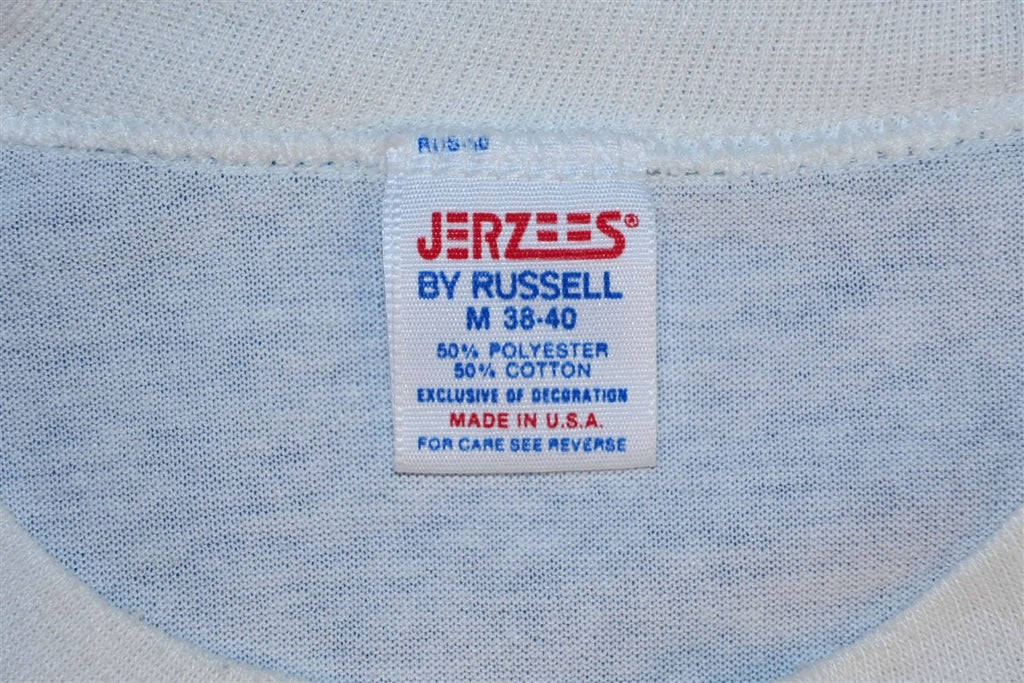 JERZEES®
BY RUSSELL
M 38-40
50% POLYESTER
50% COTTON
EXCLUSIVE OF DECORATION
MADE IN U.S.A.
FOR CARE SEE REVERSE